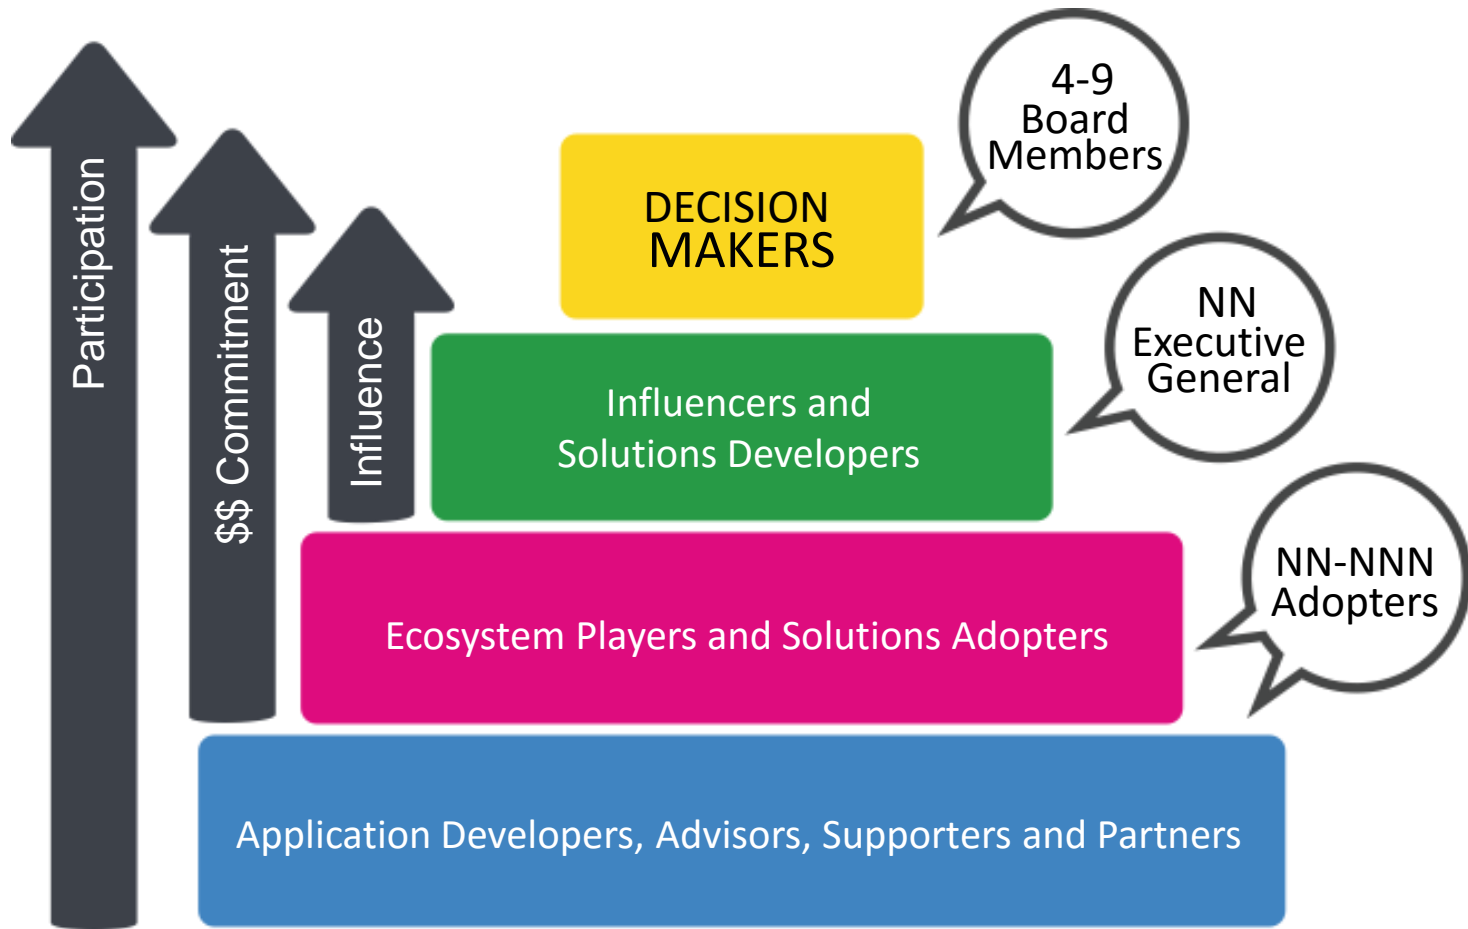 Participation
$$ Commitment
Influence
DECISION
MAKERS
4-9
Board
Members
Influencers and
Solutions Developers
NN
Executive
General
Ecosystem Players and Solutions Adopters
NN-NNN
Adopters
Application Developers, Advisors, Supporters and Partners